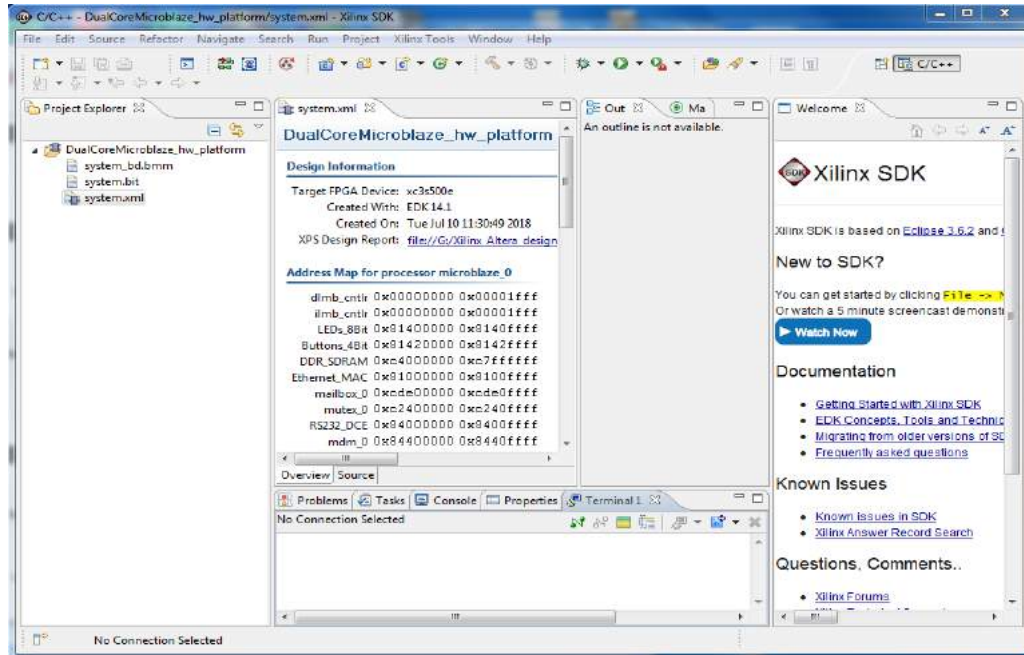 C/C++ - DualCoreMicroblaze_hw_platform/system.xml - Xilinx SDK
File Edit Source Refactor Navigate Search Run Project Xilinx Tools Window Help
C/C++
Project Explorer
DualCoreMicroblaze_hw_platform
system_bd.bmm
system.bit
system.xml
system.xml
DualCoreMicroblaze_hw_platform
Design Information
Target FPGA Device: xc3s500e
Created With: EDK 14.1
Created On: Tue Jul 10 11:30:49 2018
XPS Design Report: file://G:/Xilinx_Altera_design
Address Map for processor microblaze_0
dlmb_cntlr 0x00000000 0x00001fff
ilmb_cntlr 0x00000000 0x00001fff
LEDs_8Bit 0x81400000 0x8140ffff
Buttons_4Bit 0x81420000 0x8142ffff
DDR_SDRAM 0xc4000000 0xc7ffffff
Ethernet_MAC 0x81000000 0x8100ffff
mailbox_0 0xcde00000 0xcde0ffff
mutex_0 0xc2400000 0xc240ffff
RS232_DCE 0x84000000 0x8400ffff
mdm_0 0x84400000 0x8440ffff
Overview Source
Out Ma
An outline is not available.
Welcome
SDK Xilinx SDK
Xilinx SDK is based on Eclipse 3.6.2 and
New to SDK?
You can get started by clicking File -> N
Or watch a 5 minute screencast demonstr
Watch Now
Documentation
Getting Started with Xilinx SDK
EDK Concepts, Tools and Technic
Migrating from older versions of SD
Frequently asked questions
Known Issues
Known issues in SDK
Xilinx Answer Record Search
Questions, Comments..
Xilinx Forums
Problems Tasks Console Properties Terminal 1
No Connection Selected
No Connection Selected